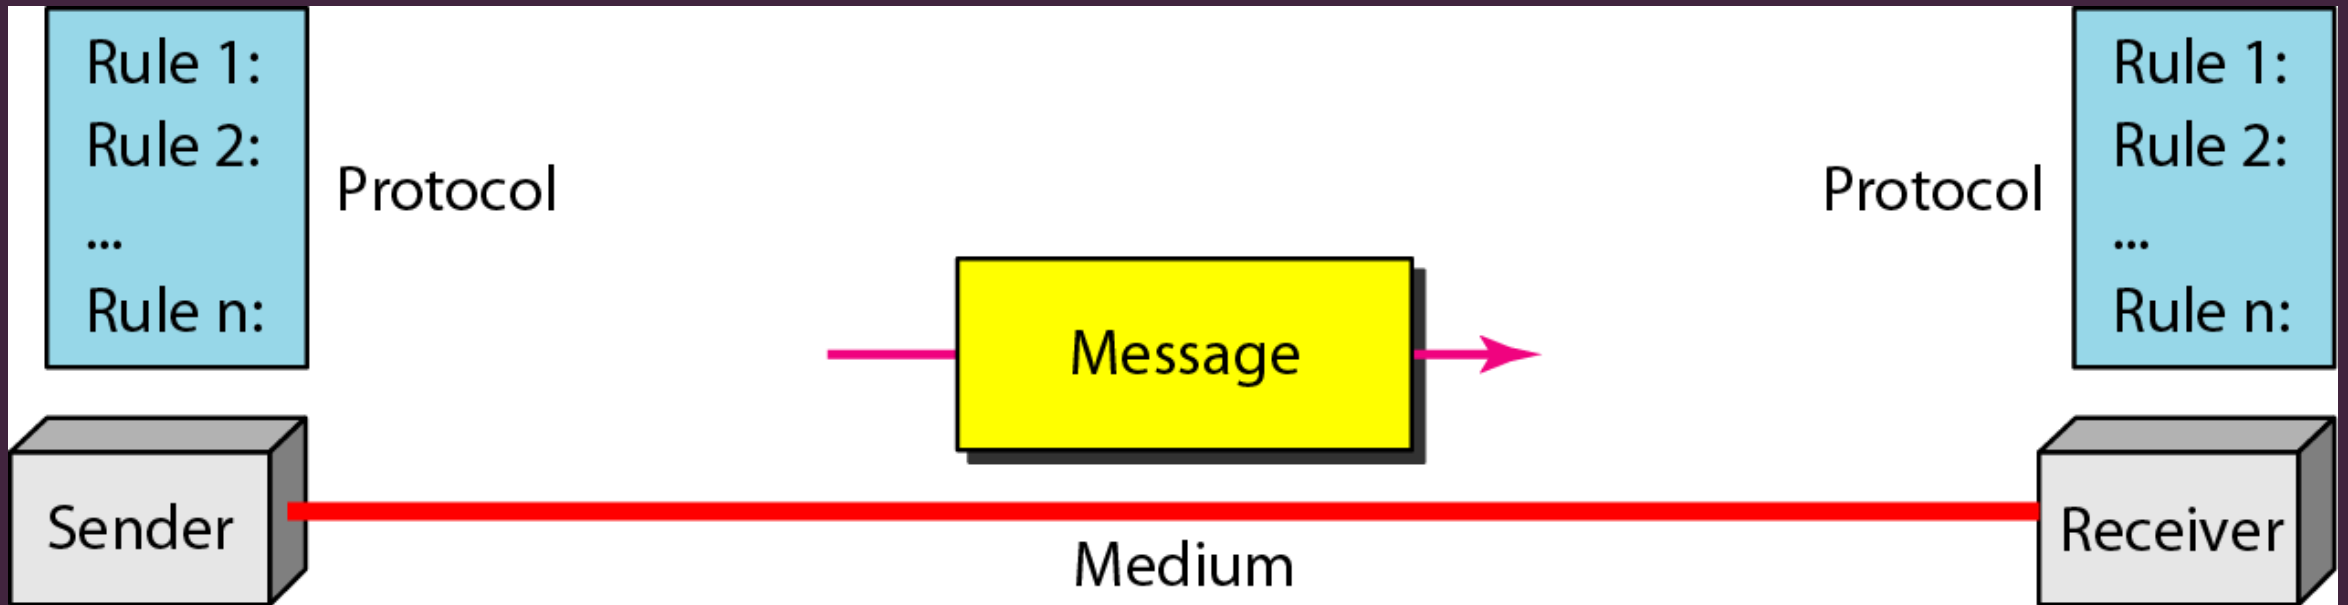 Rule 1:
Rule 2:
...
Rule n:
Protocol
Message
Protocol
Rule 1:
Rule 2:
...
Rule n:
Sender
Medium
Receiver